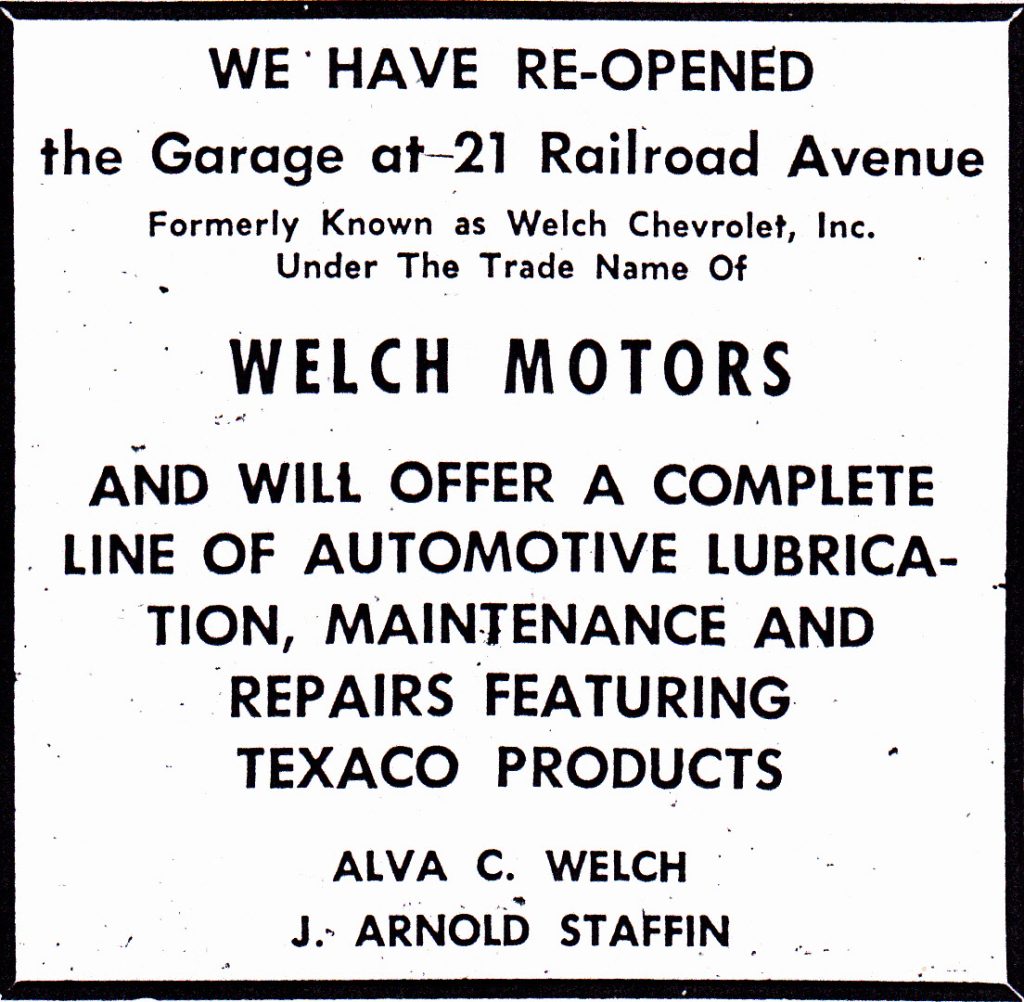 WE HAVE RE-OPENED
the Garage at 21 Railroad Avenue
Formerly Known as Welch Chevrolet, Inc.
Under The Trade Name Of
WELCH MOTORS
AND WILL OFFER A COMPLETE
LINE OF AUTOMOTIVE LUBRICA-
TION, MAINTENANCE AND
REPAIRS FEATURING
TEXACO PRODUCTS
ALVA C. WELCH
J. ARNOLD STAFFIN